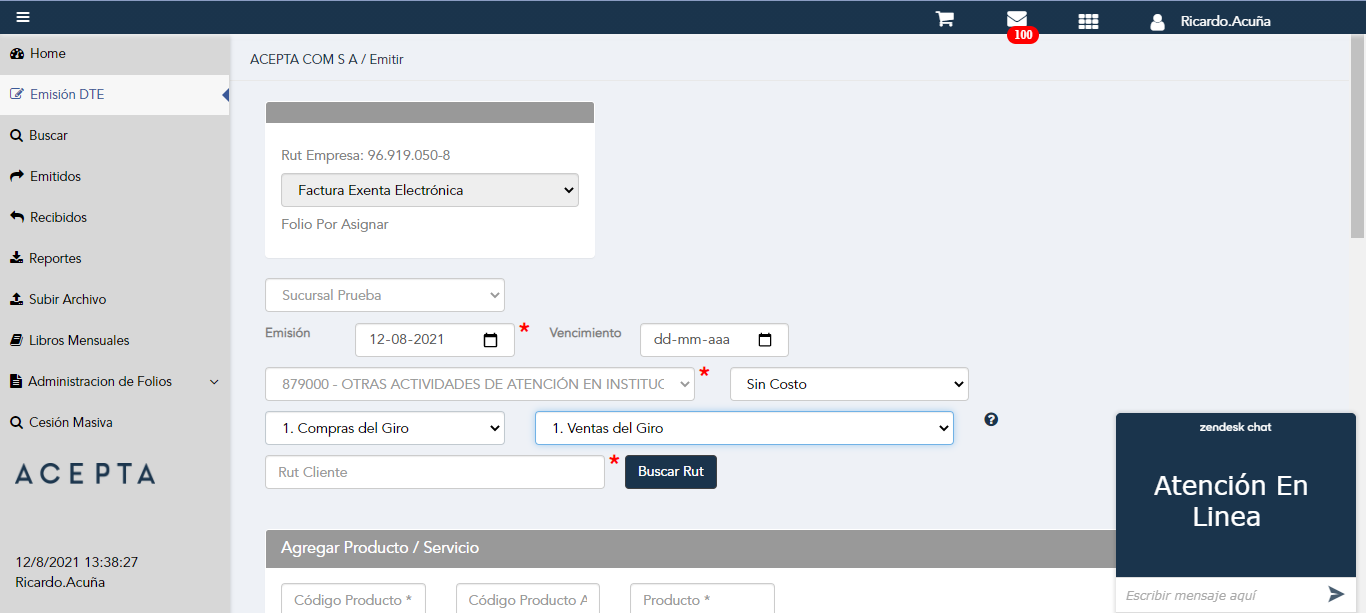 100
Ricardo.Acuña
Home
Emisión DTE
Buscar
Emitidos
Recibidos
Reportes
Subir Archivo
Libros Mensuales
Administracion de Folios
Cesión Masiva
ACEPTA
12/8/2021 13:38:27
Ricardo.Acuña
ACEPTA COM S A / Emitir
Rut Empresa: 96.919.050-8
Factura Exenta Electrónica
Folio Por Asignar
Sucursal Prueba
Emisión 12-08-2021 * Vencimiento dd-mm-aaa
879000 - OTRAS ACTIVIDADES DE ATENCIÓN EN INSTITUC * Sin Costo
1. Compras del Giro 1. Ventas del Giro
Rut Cliente * Buscar Rut
Agregar Producto / Servicio
Código Producto * Código Producto A Producto *
zendesk chat
Atención En
Linea
Escribir mensaje aquí